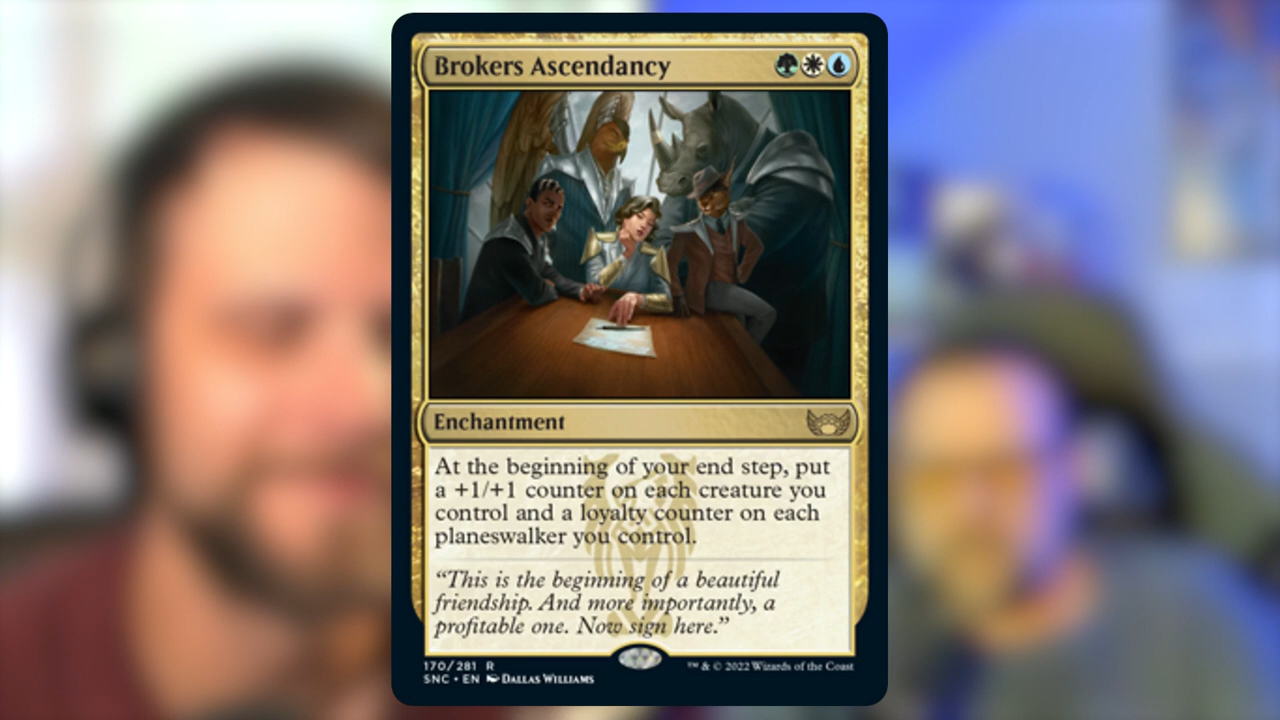 Brokers Ascendancy
Enchantment
At the beginning of your end step, put
a +1/+1 counter on each creature you
control and a loyalty counter on each
planeswalker you control.
“This is the beginning of a beautiful
friendship. And more importantly, a
profitable one. Now sign here.”
170/281 R
SNC • EN DALLAS WILLIAMS
™ & © 2022 Wizards of the Coast